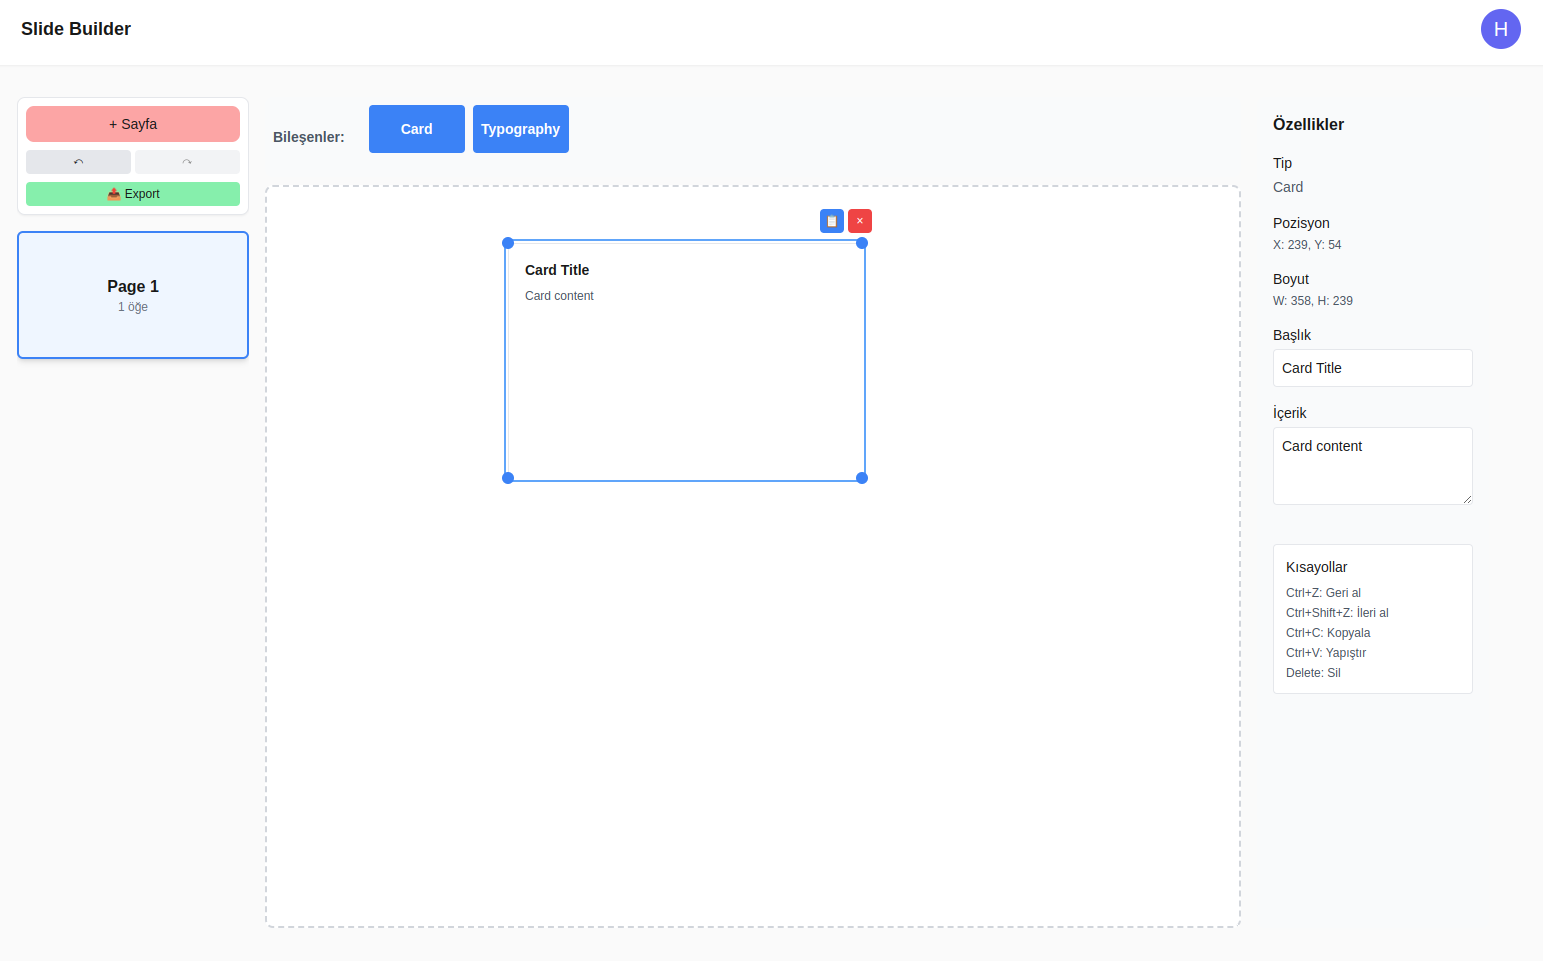 Slide Builder
H
+ Sayfa
Export
Page 1
1 öğe
Bileşenler:
Card
Typography
×
Card Title
Card content
Özellikler
Tip
Card
Pozisyon
X: 239, Y: 54
Boyut
W: 358, H: 239
Başlık
Card Title
İçerik
Card content
Kısayollar
Ctrl+Z: Geri al
Ctrl+Shift+Z: İleri al
Ctrl+C: Kopyala
Ctrl+V: Yapıştır
Delete: Sil